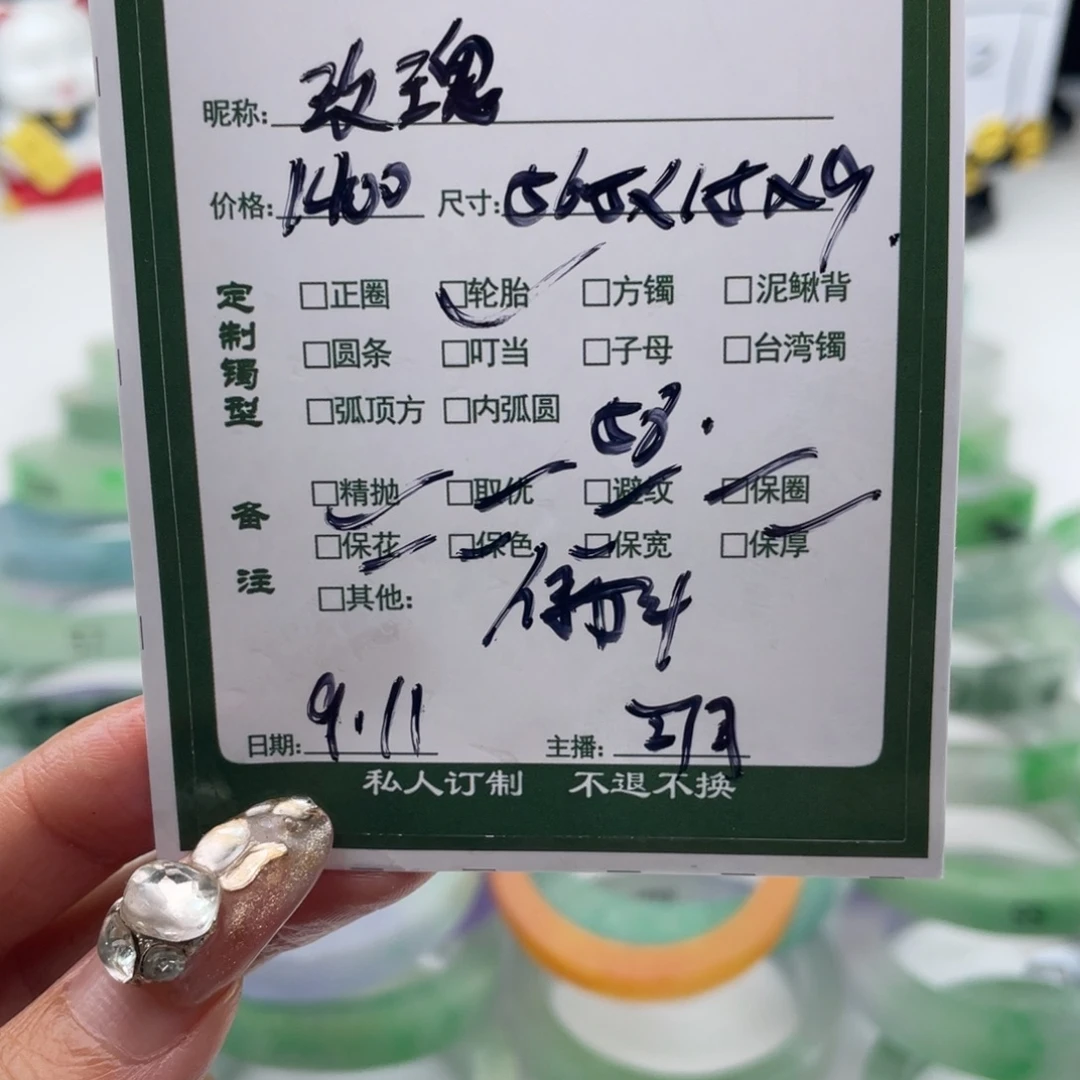 昵称: 玫瑰
价格: 1400 尺寸: 565X15X9
定制镯型
□正圈 □轮胎 □方镯 □泥鳅背
□圆条 □叮当 □子母 □台湾镯
□弧顶方 □内弧圆 53.
备注
□精抛 □取优 □避纹 □保圈
□保花 □保色 □保宽 □保厚
□其他:
日期: 9.11 主播:
私人订制 不退不换